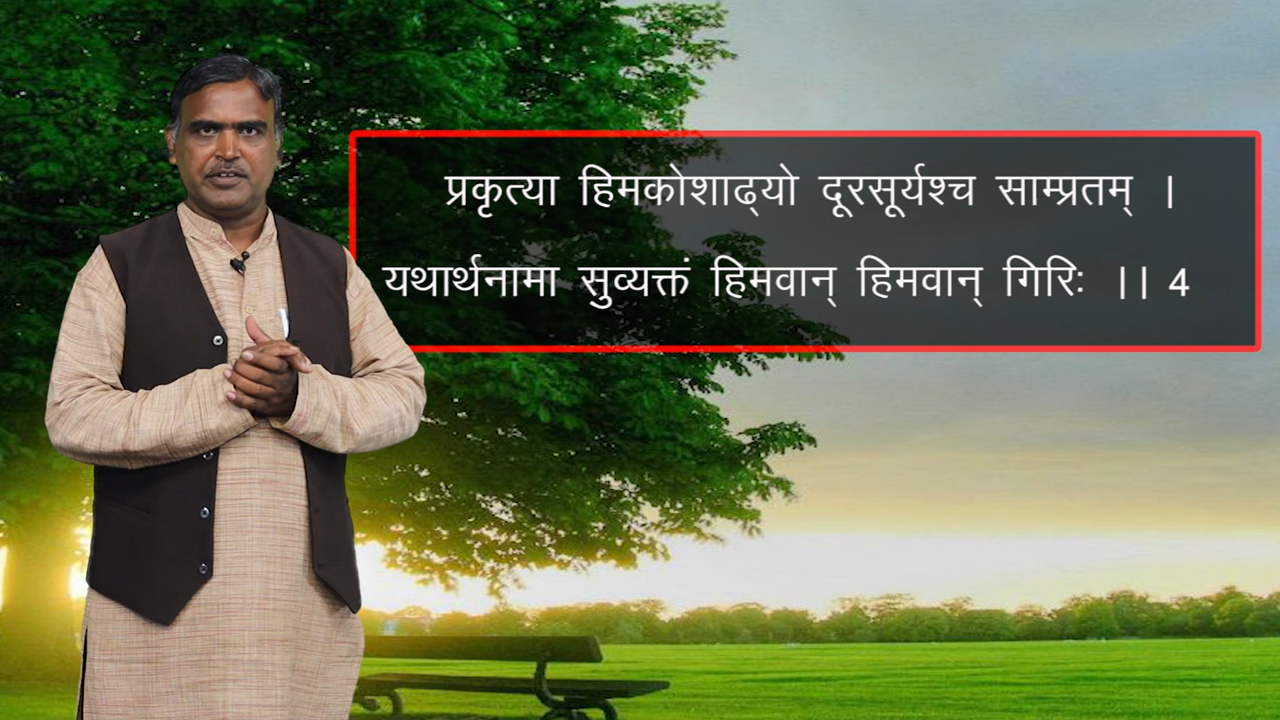 प्रकृत्या हिमकोशाढ्यो दूरसूर्यश्च साम्प्रतम् ।
यथार्थनामा सुव्यक्तं हिमवान् हिमवान् गिरिः ।। 4